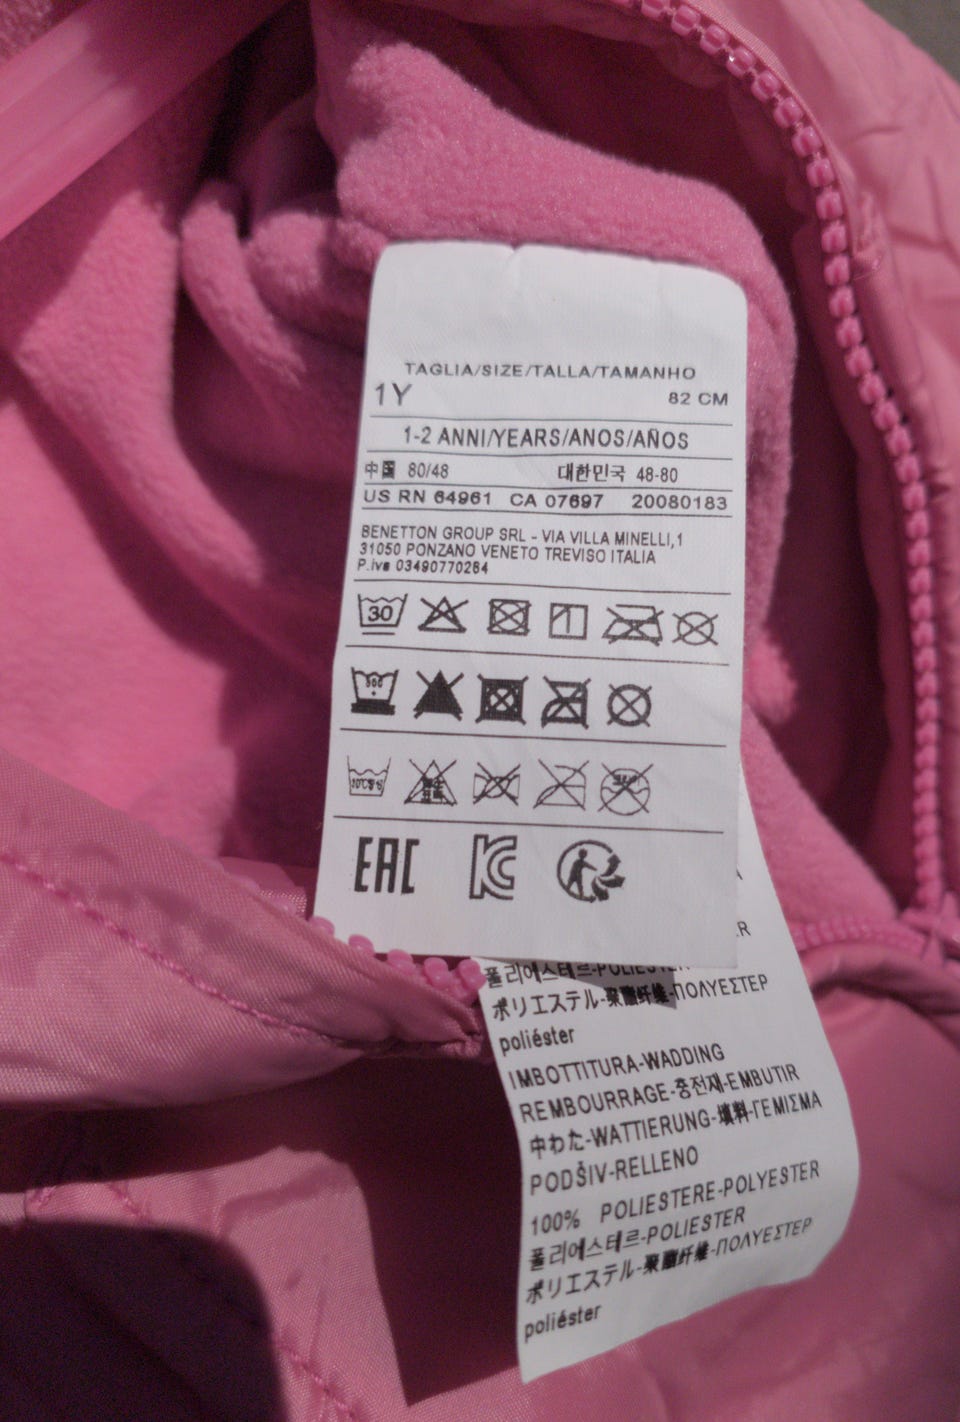 TAGLIA/SIZE/TALLA/TAMANHO
1Y 82 CM
1-2 ANNI/YEARS/ANOS/AÑOS
中国 80/48 대한민국 48-80
US RN 64961 CA 07697 20080183
BENETTON GROUP SRL - VIA VILLA MINELLI,1
31050 PONZANO VENETO TREVISO ITALIA
P.iva 03490770264
30
EAC KC
폴리에스테르-POLIESTER
ポリエステル-聚酯纤维-ΠΟΛΥΕΣΤΕΡ
poliéster
IMBOTTITURA-WADDING
REMBOURRAGE-충전재-EMBUTIR
中わた-WATTIERUNG-填料-ΓΕΜΙΣΜΑ
PODŠIV-RELLENO
100% POLIESTERE-POLYESTER
폴리에스테르-POLIESTER
ポリエステル-聚酯纤维-ΠΟΛΥΕΣΤΕΡ
poliéster